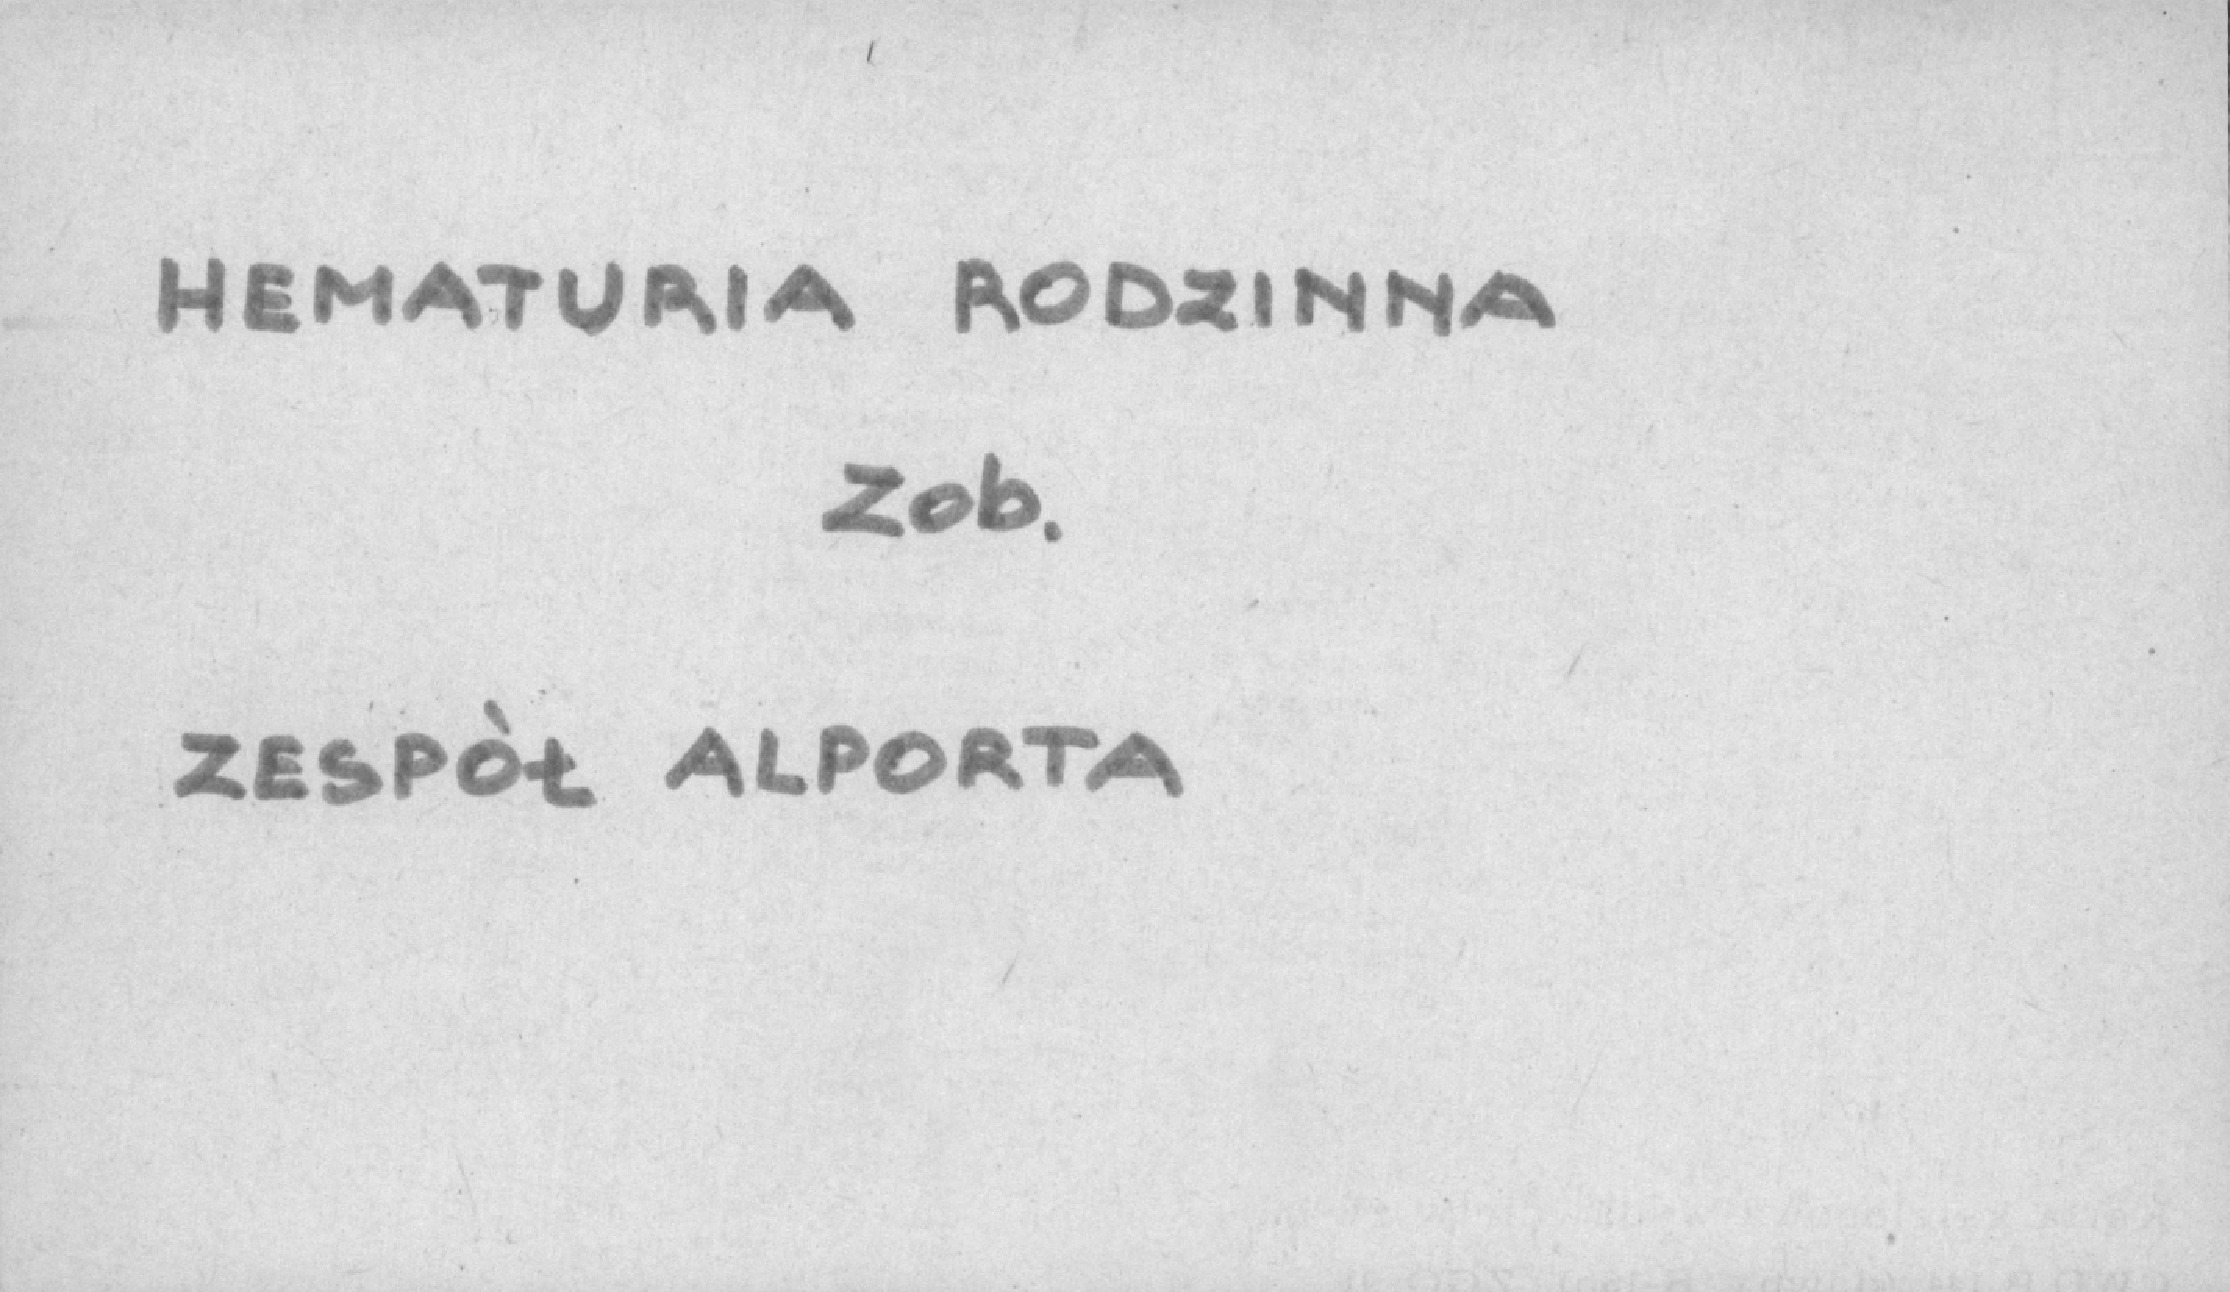 HEMATURIA RODZINNA
Zob.
ZESPÒŁ ALPORTA